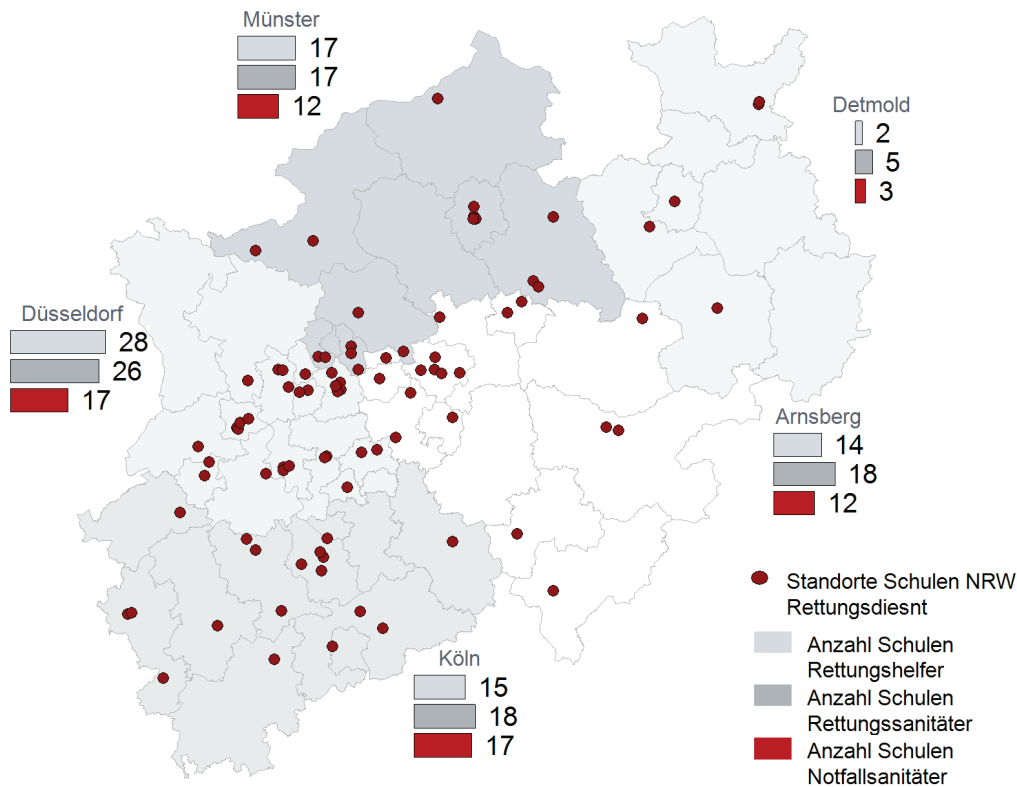 Münster
17
17
12
Detmold
2
5
3
Düsseldorf
28
26
17
Arnsberg
14
18
12
Köln
15
18
17
Standorte Schulen NRW
Rettungsdiesnt
Anzahl Schulen
Rettungshelfer
Anzahl Schulen
Rettungssanitäter
Anzahl Schulen
Notfallsanitäter